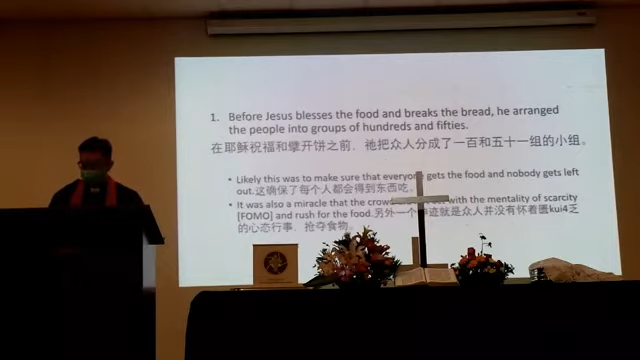 1. Before Jesus blesses the food and breaks the bread, he arranged
the people into groups of hundreds and fifties.
在耶稣祝福和擘开饼之前，祂把众人分成了一百和五十一组的小组。
• Likely this was to make sure that everyone gets the food and nobody gets left
out.这确保了每个人都会得到东西吃。
• It was also a miracle that the crowd with the mentality of scarcity
[FOMO] and rush for the food.另外一个 迹就是众人并没有怀着匮kui4乏
的心态行事，抢夺食物。